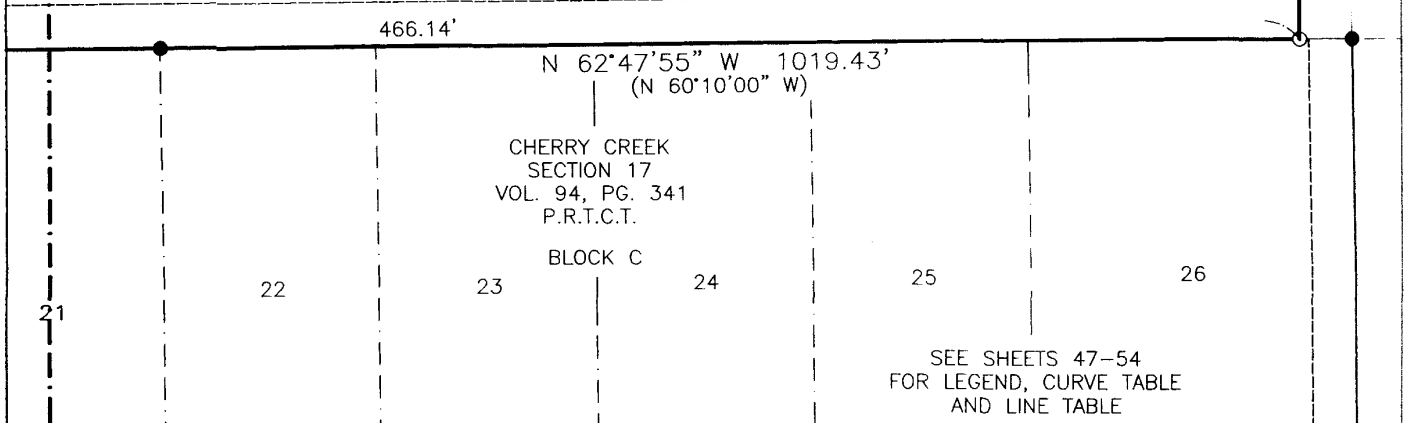 466.14'
N 62°47'55" W 1019.43'
(N 60°10'00" W)
CHERRY CREEK
SECTION 17
VOL. 94, PG. 341
P.R.T.C.T.
BLOCK C
21
22
23
24
25
26
SEE SHEETS 47-54
FOR LEGEND, CURVE TABLE
AND LINE TABLE